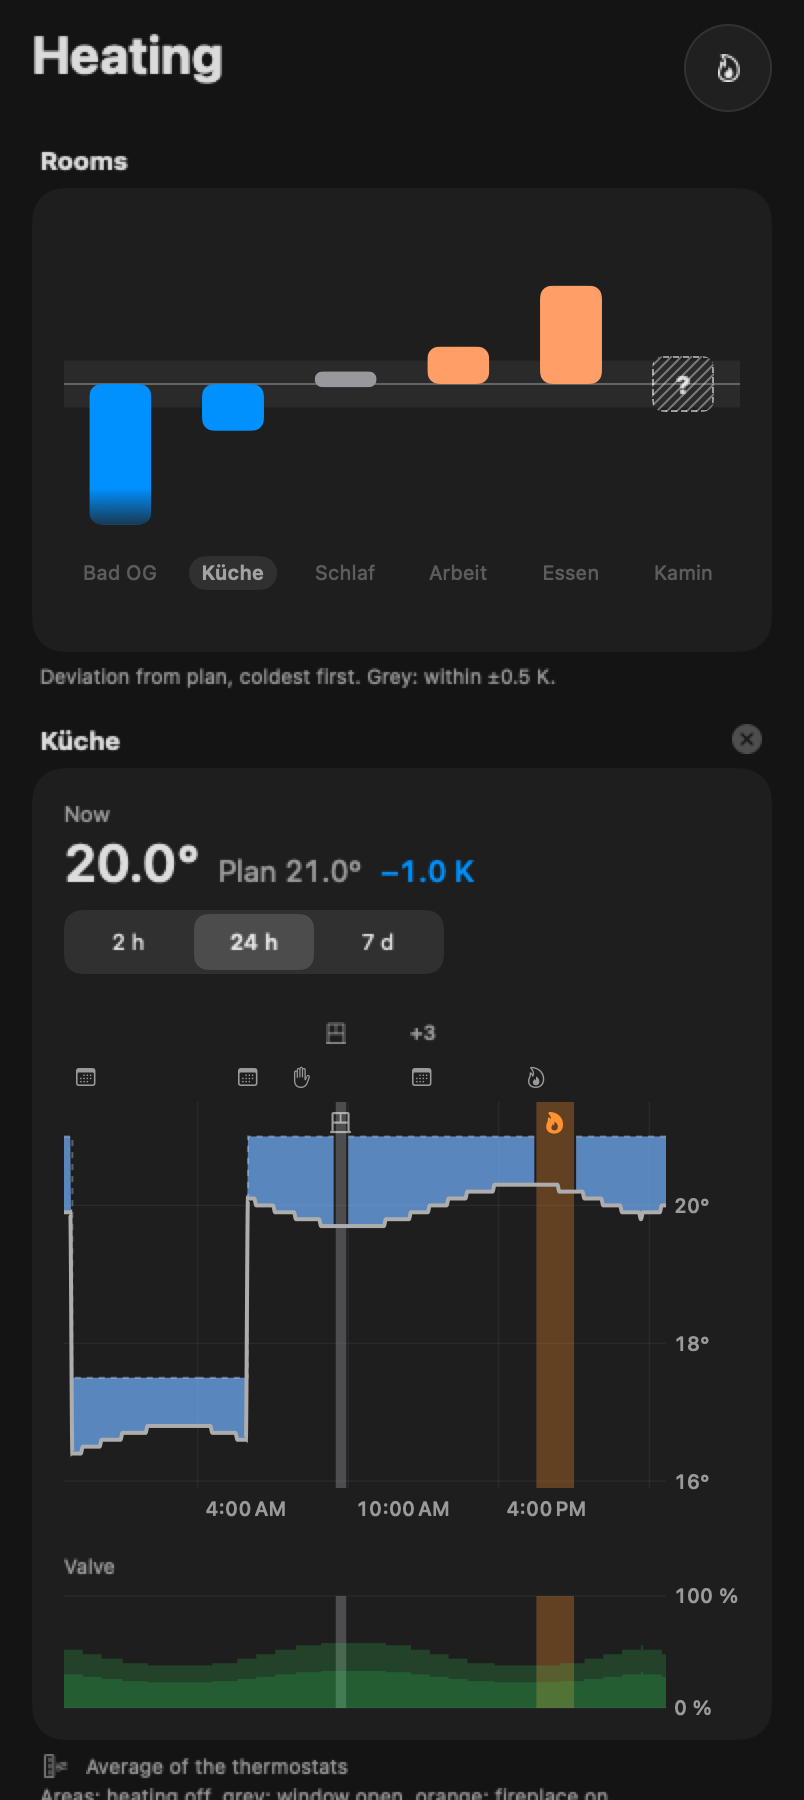 Heating
Rooms
?
Bad OG Küche Schlaf Arbeit Essen Kamin
Deviation from plan, coldest first. Grey: within ±0.5 K.
Küche
Now
20.0° Plan 21.0° −1.0 K
2 h 24 h 7 d
+3
20°
18°
16°
4:00 AM 10:00 AM 4:00 PM
Valve
100 %
0 %
Average of the thermostats
Areas: heating off, grey: window open, orange: fireplace on